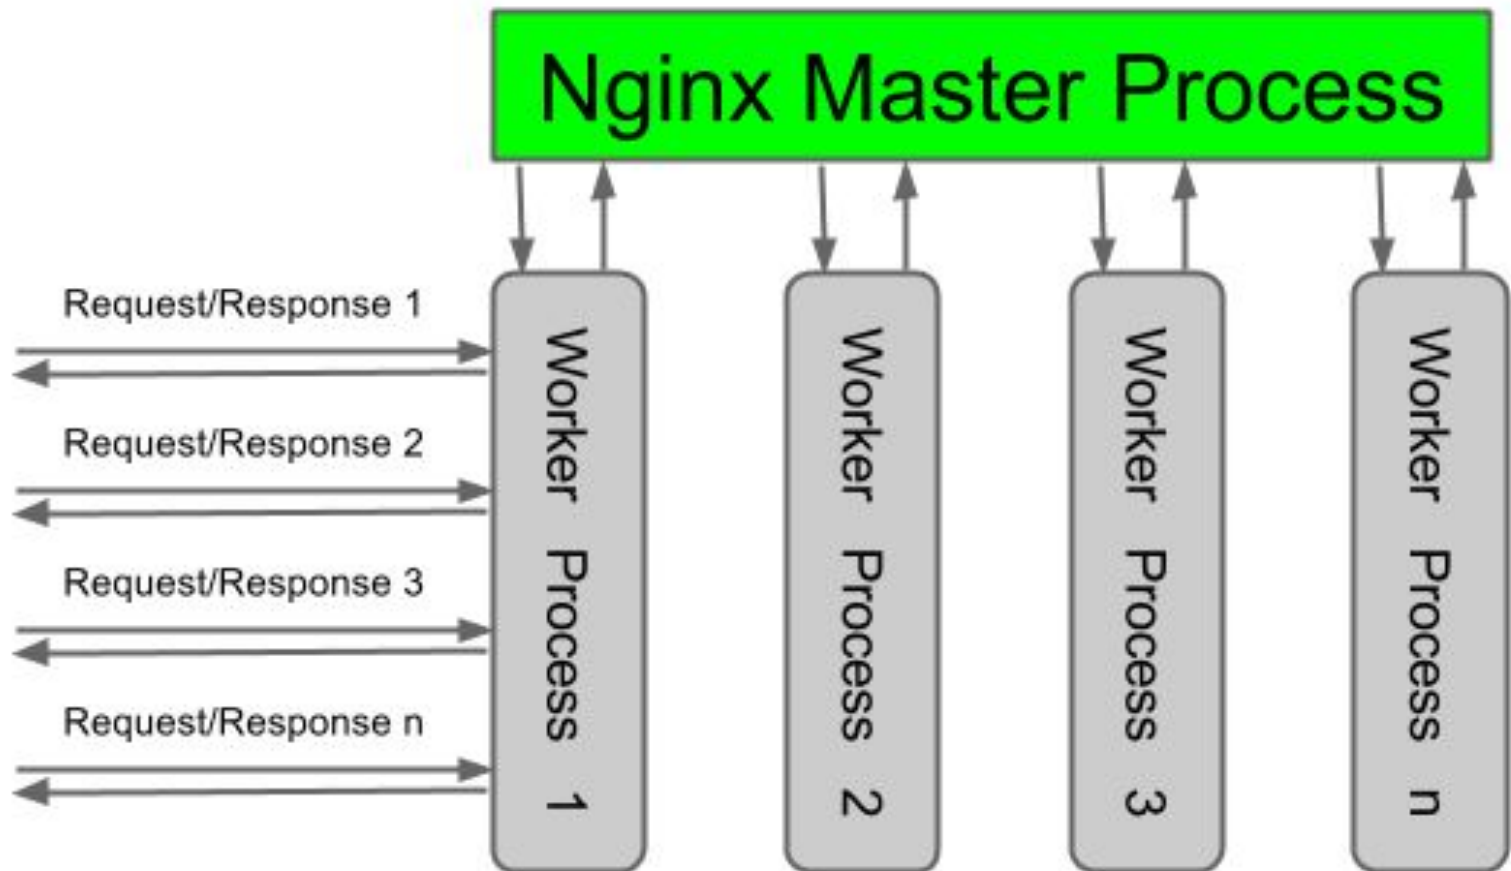 Nginx Master Process
Request/Response 1
Request/Response 2
Request/Response 3
Request/Response n
Worker Process 1
Worker Process 2
Worker Process 3
Worker Process n